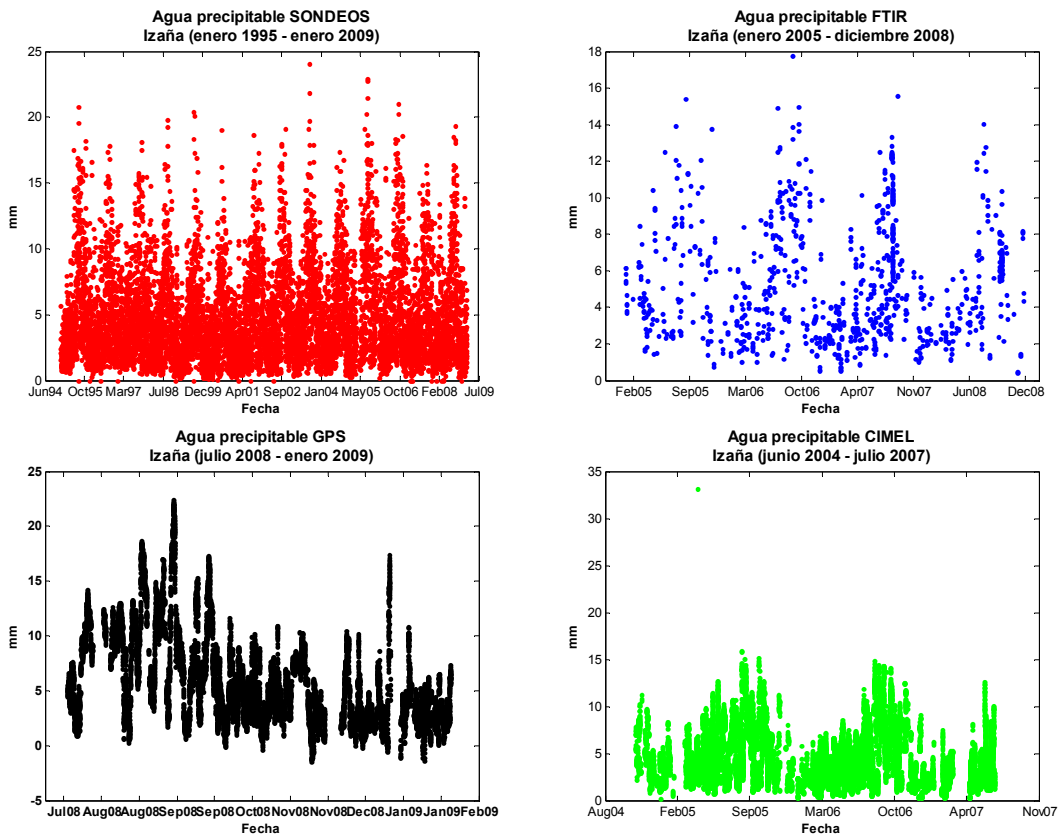 Agua precipitable SONDEOS
Izaña (enero 1995 - enero 2009)
25
20
15
10
5
0
mm
Jun94 Oct95 Mar97 Jul98 Dec99 Apr01 Sep02 Jan04 May05 Oct06 Feb08 Jul09
Fecha
Agua precipitable FTIR
Izaña (enero 2005 - diciembre 2008)
18
16
14
12
10
8
6
4
2
0
mm
Feb05 Sep05 Mar06 Oct06 Apr07 Nov07 Jun08 Dec08
Fecha
Agua precipitable GPS
Izaña (julio 2008 - enero 2009)
25
20
15
10
5
0
-5
mm
Jul08 Aug08 Aug08 Sep08 Sep08 Oct08 Nov08 Nov08 Dec08 Jan09 Jan09 Feb09
Fecha
Agua precipitable CIMEL
Izaña (junio 2004 - julio 2007)
35
30
25
20
15
10
5
0
mm
Aug04 Feb05 Sep05 Mar06 Oct06 Apr07 Nov07
Fecha